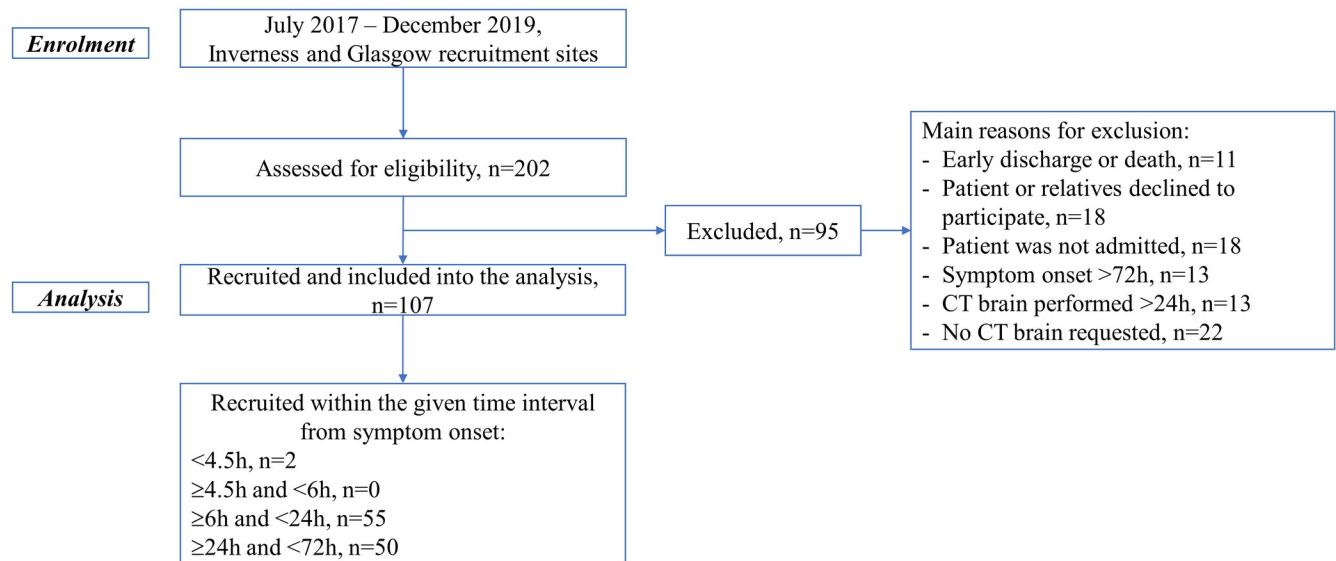 Enrolment
July 2017 – December 2019,
Inverness and Glasgow recruitment sites
Assessed for eligibility, n=202
Excluded, n=95
Main reasons for exclusion:
- Early discharge or death, n=11
- Patient or relatives declined to
participate, n=18
- Patient was not admitted, n=18
- Symptom onset >72h, n=13
- CT brain performed >24h, n=13
- No CT brain requested, n=22
Analysis
Recruited and included into the analysis,
n=107
Recruited within the given time interval
from symptom onset:
<4.5h, n=2
≥4.5h and <6h, n=0
≥6h and <24h, n=55
≥24h and <72h, n=50